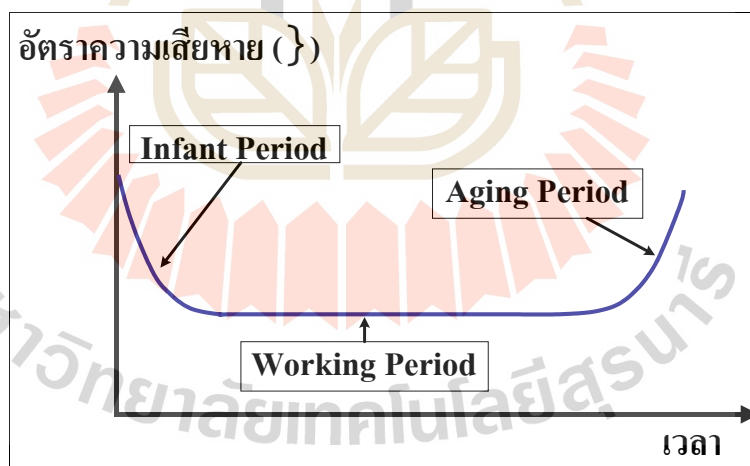 อัตราความเสียหาย (})
Infant Period
Aging Period
Working Period
เวลา